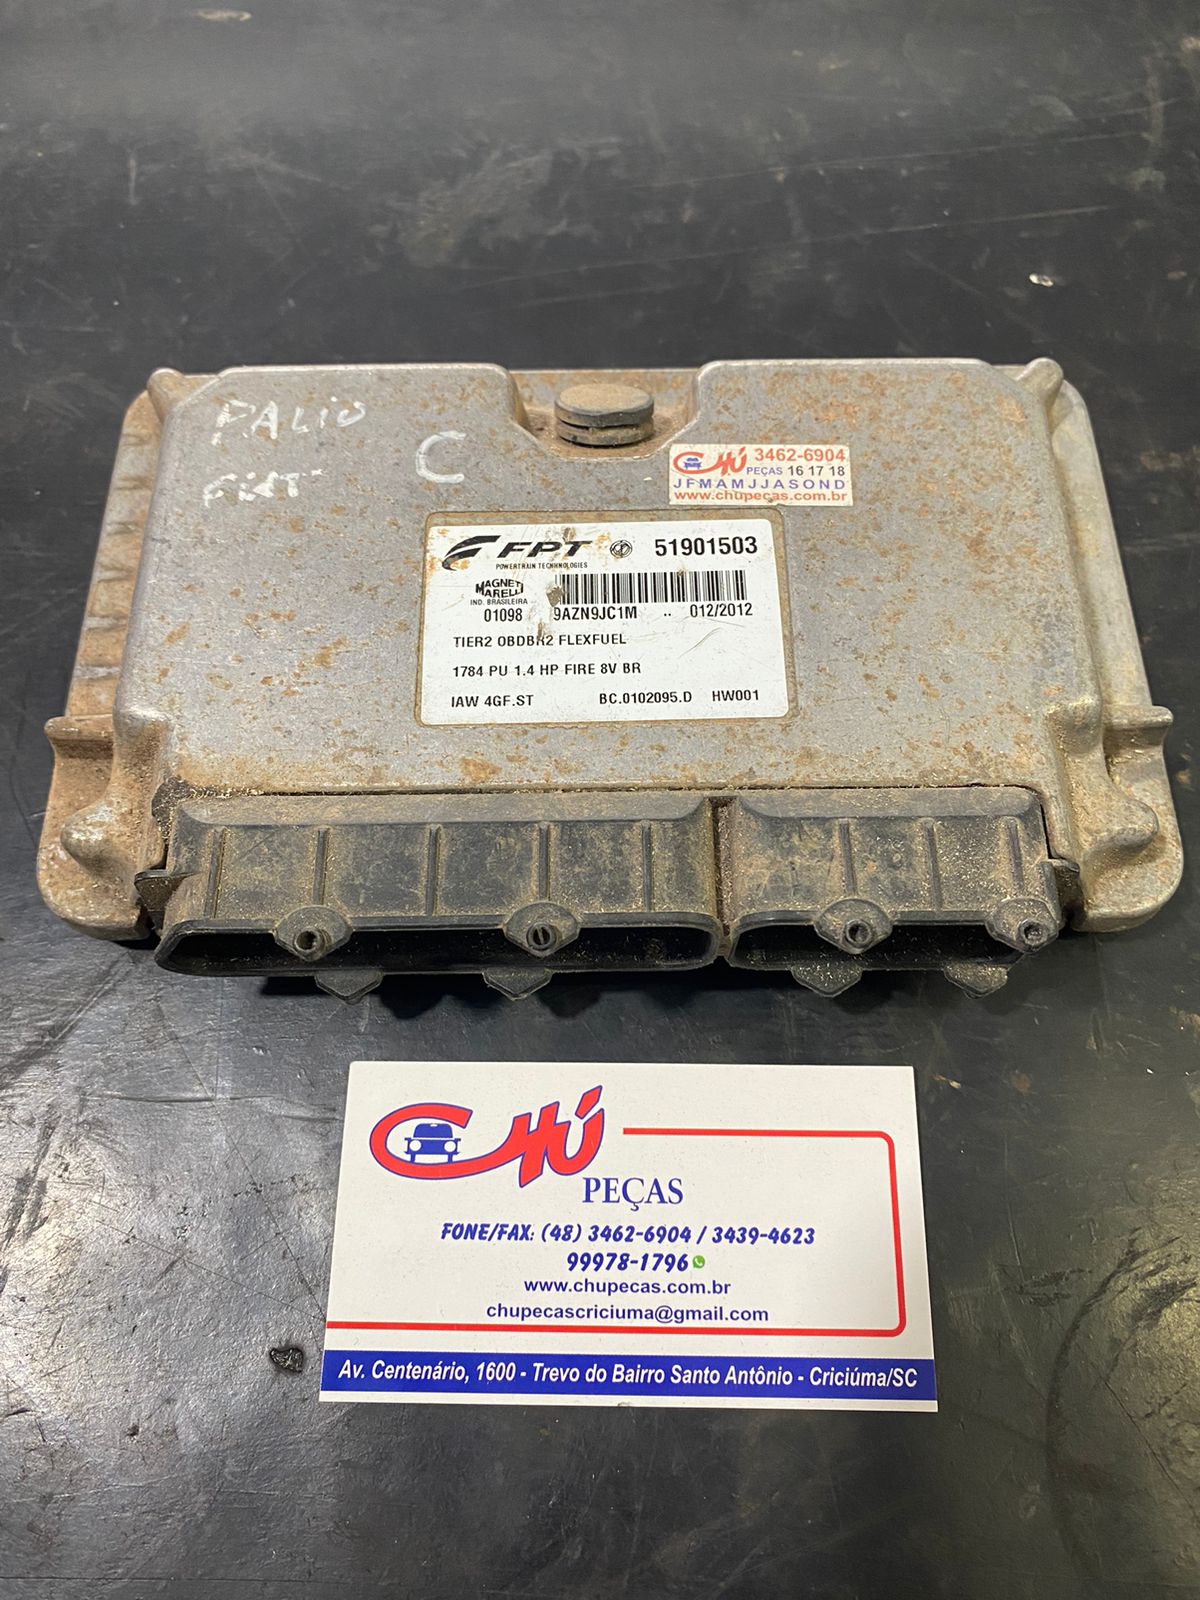 PALIO
C
FiAT
CHÚ 3462-6904
PEÇAS 16 17 18
JFMAMJJASOND
www.chupecas.com.br
FPT 51901503
POWERTRAIN TECNHNOLOGIES
MAGNETI
MARELLI
IND. BRASILEIRA
01098 9AZN9JC1M .. 012/2012
TIER2 OBDBR2 FLEXFUEL
1784 PU 1.4 HP FIRE 8V BR
IAW 4GF.ST BC.0102095.D HW001
CHÚ
PEÇAS
FONE/FAX: (48) 3462-6904 / 3439-4623
99978-1796
www.chupecas.com.br
chupecascriciuma@gmail.com
Av. Centenário, 1600 - Trevo do Bairro Santo Antônio - Criciúma/SC